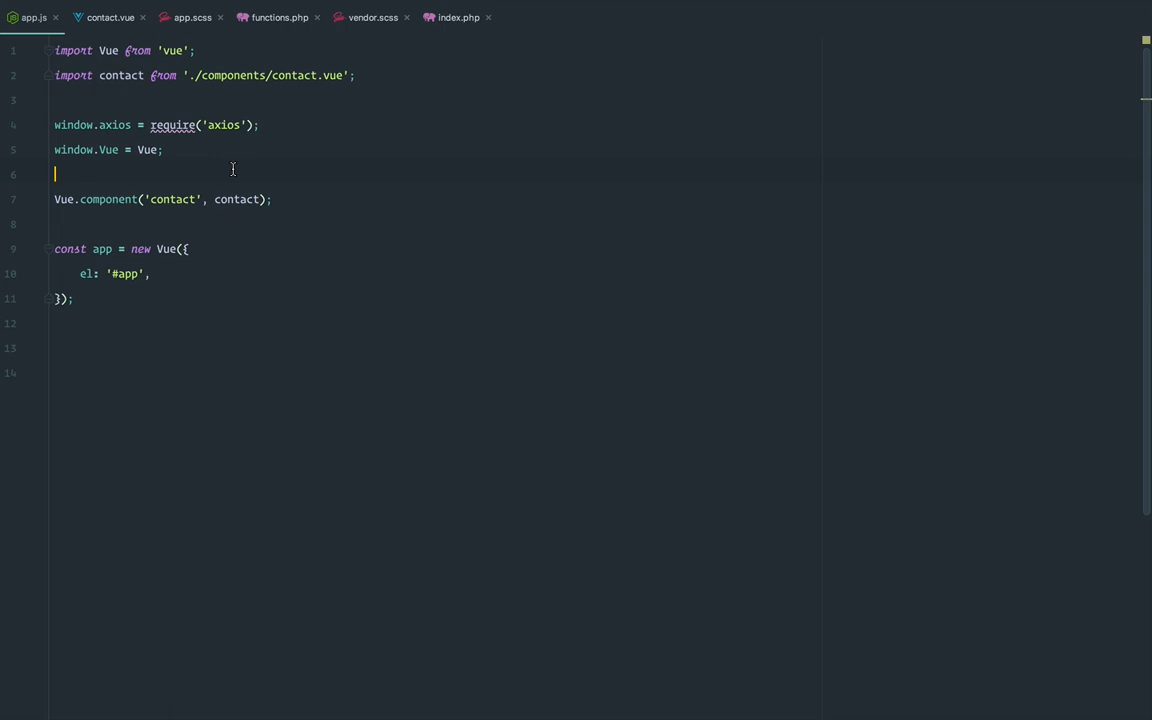 app.js contact.vue app.scss functions.php vendor.scss index.php
1 import Vue from 'vue';
2 import contact from './components/contact.vue';
3
4 window.axios = require('axios');
5 window.Vue = Vue;
6
7 Vue.component('contact', contact);
8
9 const app = new Vue({
10 el: '#app',
11 });
12
13
14